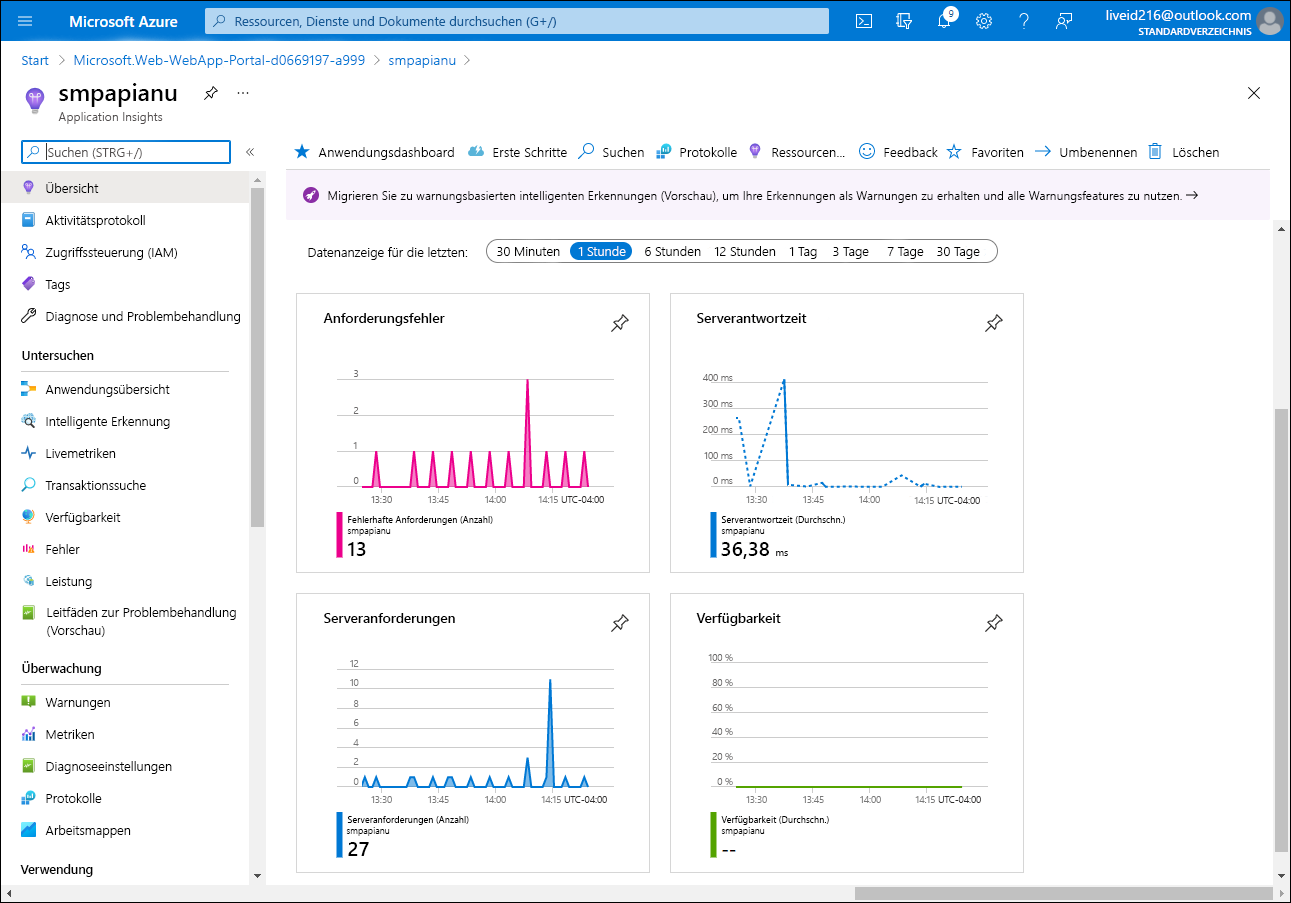 Microsoft Azure
Ressourcen, Dienste und Dokumente durchsuchen (G+/)
9
liveid216@outlook.com
STANDARDVERZEICHNIS
Start > Microsoft.Web-WebApp-Portal-d0669197-a999 > smpapianu >
smpapianu
Application Insights
Suchen (STRG+/)
Übersicht
Aktivitätsprotokoll
Zugriffssteuerung (IAM)
Tags
Diagnose und Problembehandlung
Untersuchen
Anwendungsübersicht
Intelligente Erkennung
Livemetriken
Transaktionssuche
Verfügbarkeit
Fehler
Leistung
Leitfäden zur Problembehandlung
(Vorschau)
Überwachung
Warnungen
Metriken
Diagnoseeinstellungen
Protokolle
Arbeitsmappen
Verwendung
Anwendungsdashboard Erste Schritte Suchen Protokolle Ressourcen... Feedback Favoriten Umbenennen Löschen
Migrieren Sie zu warnungsbasierten intelligenten Erkennungen (Vorschau), um Ihre Erkennungen als Warnungen zu erhalten und alle Warnungsfeatures zu nutzen. →
Datenanzeige für die letzten: 30 Minuten 1 Stunde 6 Stunden 12 Stunden 1 Tag 3 Tage 7 Tage 30 Tage
Anforderungsfehler
3
2
1
0
13:30 13:45 14:00 14:15 UTC-04:00
Fehlerhafte Anforderungen (Anzahl)
smpapianu
13
Serverantwortzeit
400 ms
300 ms
200 ms
100 ms
0 ms
13:30 13:45 14:00 14:15 UTC-04:00
Serverantwortzeit (Durchschn.)
smpapianu
36,38 ms
Serveranforderungen
12
10
8
6
4
2
0
13:30 13:45 14:00 14:15 UTC-04:00
Serveranforderungen (Anzahl)
smpapianu
27
Verfügbarkeit
100 %
80 %
60 %
40 %
20 %
0 %
13:30 13:45 14:00 14:15 UTC-04:00
Verfügbarkeit (Durchschn.)
smpapianu
--